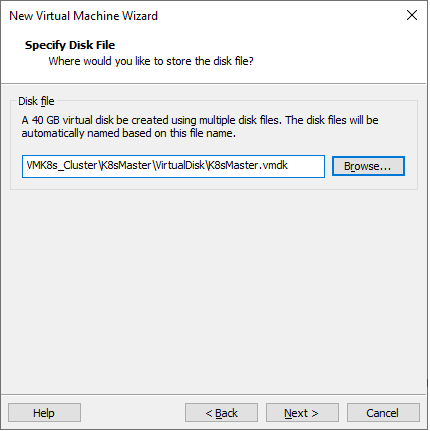 New Virtual Machine Wizard
Specify Disk File
Where would you like to store the disk file?
Disk file
A 40 GB virtual disk be created using multiple disk files. The disk files will be
automatically named based on this file name.
VMK8s_Cluster\K8sMaster\VirtualDisk\K8sMaster.vmdk
Browse...
Help
< Back
Next >
Cancel